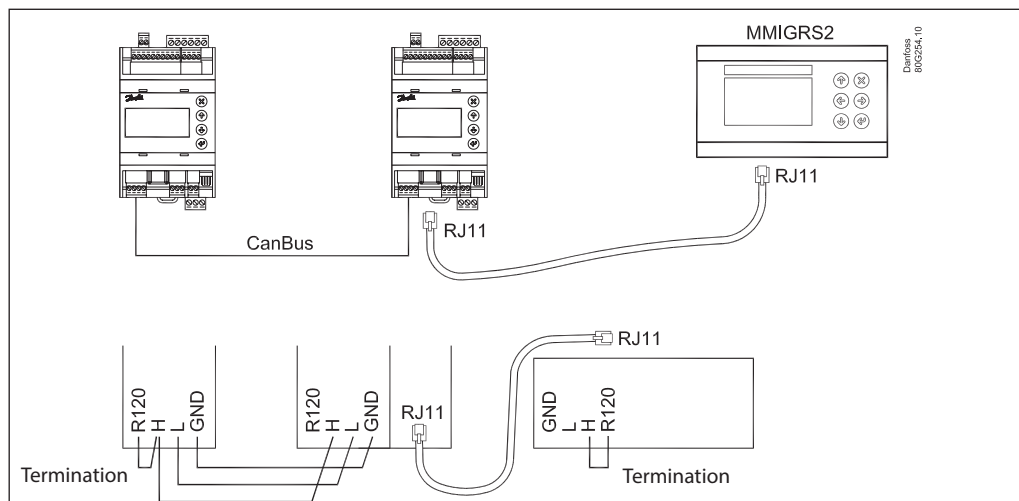 MMIGRS2
Danfoss
80G254.10
RJ11
RJ11
CanBus
RJ11
R120
H
L
GND
R120
H
L
GND
RJ11
GND
L
H
R120
Termination
Termination